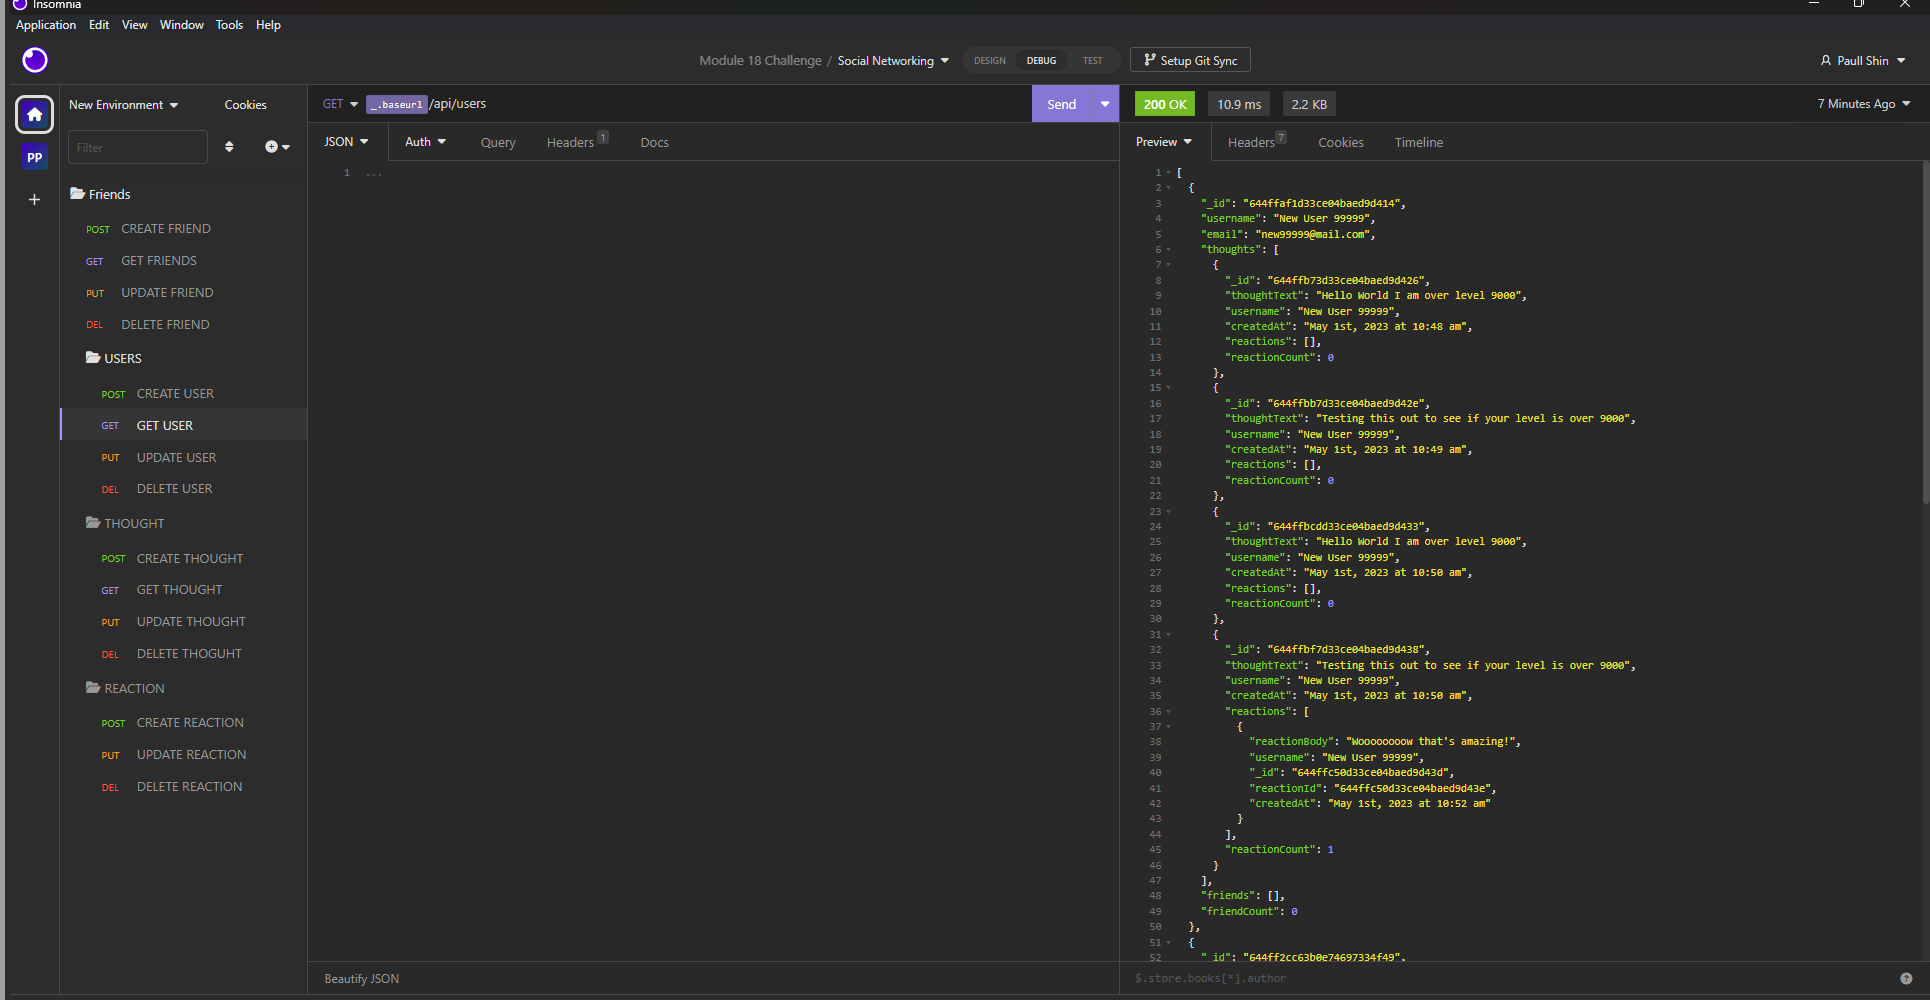 Insomnia
Application Edit View Window Tools Help
Module 18 Challenge / Social Networking DESIGN DEBUG TEST Setup Git Sync Paull Shin
New Environment Cookies
GET _.baseurl /api/users Send 200 OK 10.9 ms 2.2 KB 7 Minutes Ago
Filter
PP
JSON Auth Query Headers 1 Docs
Preview Headers 7 Cookies Timeline
Friends
POST CREATE FRIEND
GET GET FRIENDS
PUT UPDATE FRIEND
DEL DELETE FRIEND
USERS
POST CREATE USER
GET GET USER
PUT UPDATE USER
DEL DELETE USER
THOUGHT
POST CREATE THOUGHT
GET GET THOUGHT
PUT UPDATE THOUGHT
DEL DELETE THOGUHT
REACTION
POST CREATE REACTION
PUT UPDATE REACTION
DEL DELETE REACTION
1 ...
1 [
2 {
3 "_id": "644ffaf1d33ce04baed9d414",
4 "username": "New User 99999",
5 "email": "new99999@mail.com",
6 "thoughts": [
7 {
8 "_id": "644ffb73d33ce04baed9d426",
9 "thoughtText": "Hello World I am over level 9000",
10 "username": "New User 99999",
11 "createdAt": "May 1st, 2023 at 10:48 am",
12 "reactions": [],
13 "reactionCount": 0
14 },
15 {
16 "_id": "644ffbb7d33ce04baed9d42e",
17 "thoughtText": "Testing this out to see if your level is over 9000",
18 "username": "New User 99999",
19 "createdAt": "May 1st, 2023 at 10:49 am",
20 "reactions": [],
21 "reactionCount": 0
22 },
23 {
24 "_id": "644ffbcdd33ce04baed9d433",
25 "thoughtText": "Hello World I am over level 9000",
26 "username": "New User 99999",
27 "createdAt": "May 1st, 2023 at 10:50 am",
28 "reactions": [],
29 "reactionCount": 0
30 },
31 {
32 "_id": "644ffbf7d33ce04baed9d438",
33 "thoughtText": "Testing this out to see if your level is over 9000",
34 "username": "New User 99999",
35 "createdAt": "May 1st, 2023 at 10:50 am",
36 "reactions": [
37 {
38 "reactionBody": "Woooooooow that's amazing!",
39 "username": "New User 99999",
40 "_id": "644ffc50d33ce04baed9d43d",
41 "reactionId": "644ffc50d33ce04baed9d43e",
42 "createdAt": "May 1st, 2023 at 10:52 am"
43 }
44 ],
45 "reactionCount": 1
46 }
47 ],
48 "friends": [],
49 "friendCount": 0
50 },
51 {
52 "_id": "644ff2cc63b0e74697334f49",
Beautify JSON
$.store.books[*].author